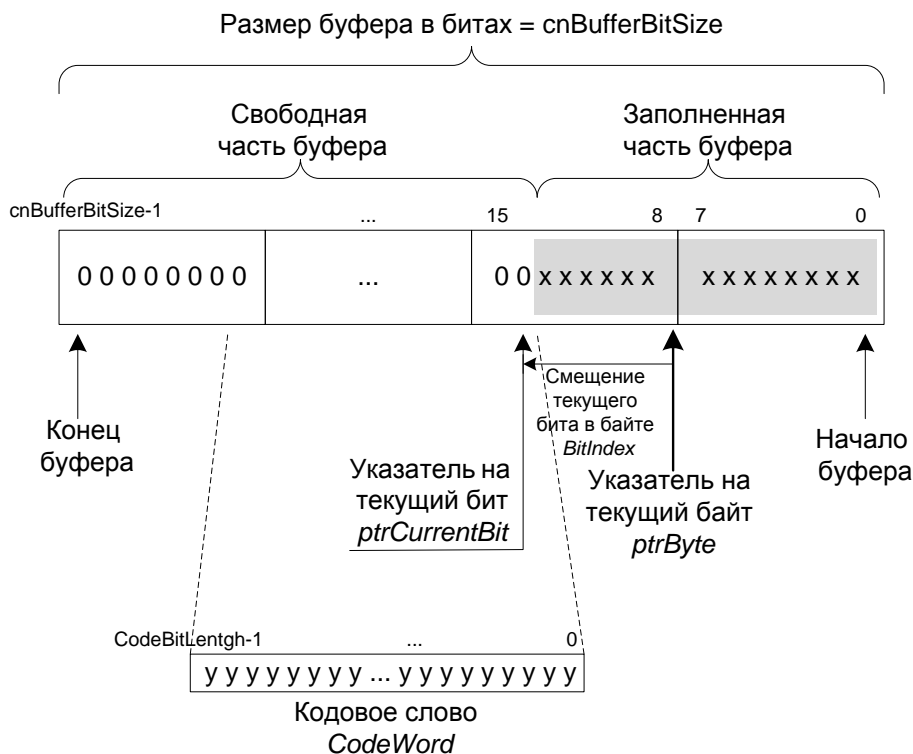 Размер буфера в битах = cnBufferBitSize
Свободная
часть буфера
Заполненная
часть буфера
cnBufferBitSize-1 ... 15 8 7 0
0 0 0 0 0 0 0 0 ... 0 0 x x x x x x x x x x x x x x
Смещение
текущего
бита в байте
BitIndex
Конец
буфера
Начало
буфера
Указатель на
текущий бит
ptrCurrentBit
Указатель на
текущий байт
ptrByte
CodeBitLentgh-1 ... 0
y y y y y y y y ... y y y y y y y y y
Кодовое слово
CodeWord